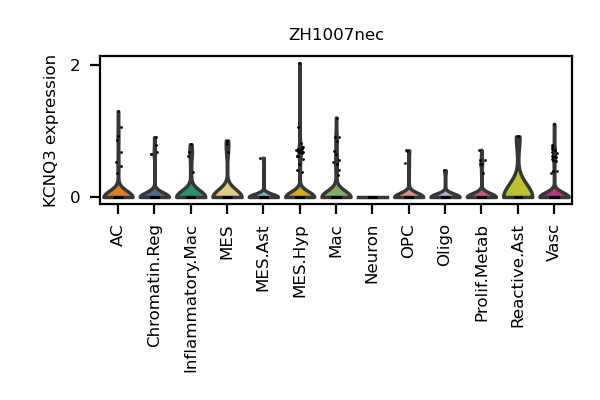 ZH1007nec
KCNQ3 expression
2
0
AC
Chromatin.Reg
Inflammatory.Mac
MES
MES.Ast
MES.Hyp
Mac
Neuron
OPC
Oligo
Prolif.Metab
Reactive.Ast
Vasc